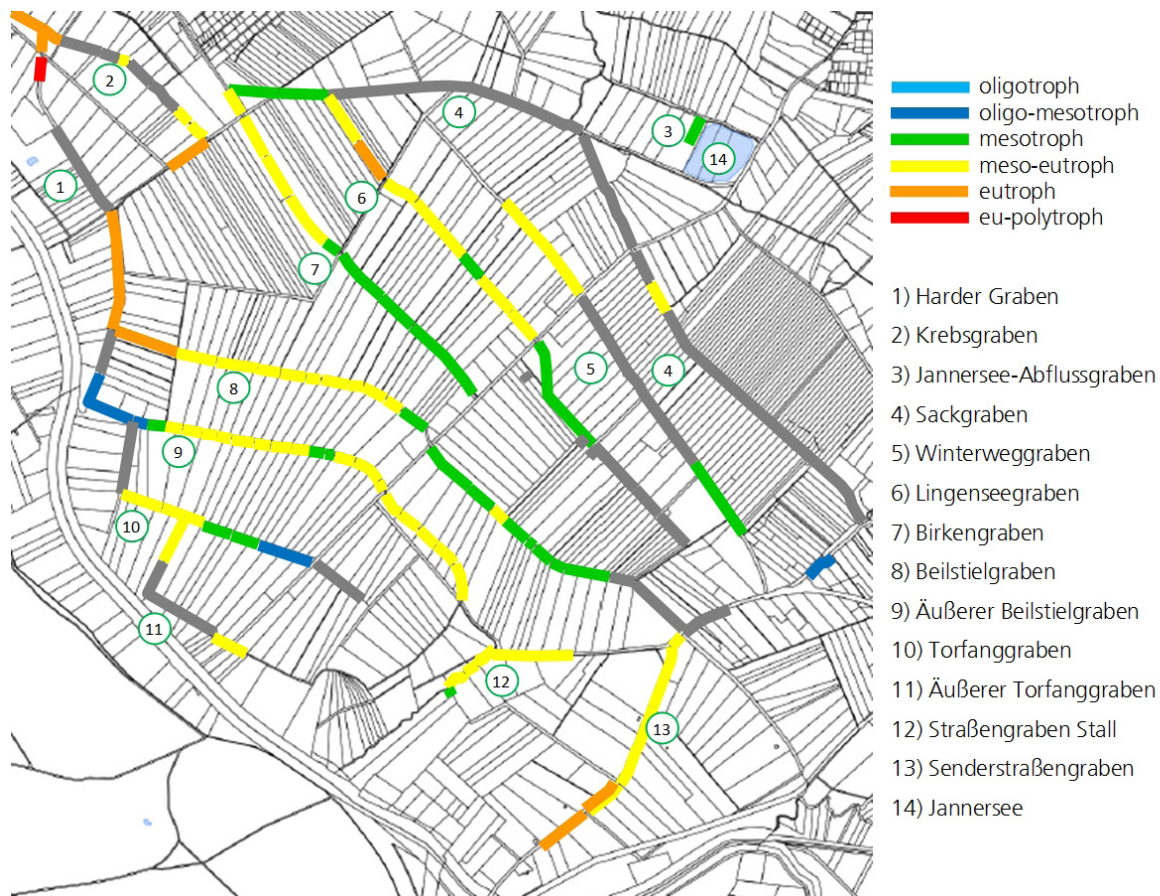 oligotroph
oligo-mesotroph
mesotroph
meso-eutroph
eutroph
eu-polytroph
1) Harder Graben
2) Krebsgraben
3) Jannersee-Abflussgraben
4) Sackgraben
5) Winterweggraben
6) Lingenseegraben
7) Birkengraben
8) Beilstielgraben
9) Äußerer Beilstielgraben
10) Torfanggraben
11) Äußerer Torfanggraben
12) Straßengraben Stall
13) Senderstraßengraben
14) Jannersee
2
4
3
14
1
6
7
5
4
8
9
10
11
12
13